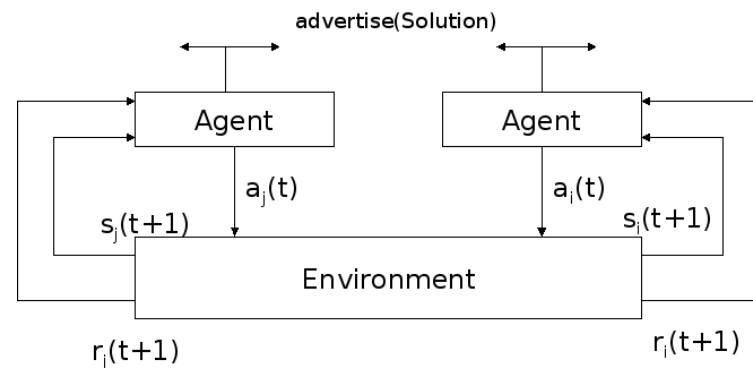 advertise(Solution)
Agent
Agent
a_j(t)
a_i(t)
s_j(t+1)
s_i(t+1)
Environment
r_j(t+1)
r_i(t+1)